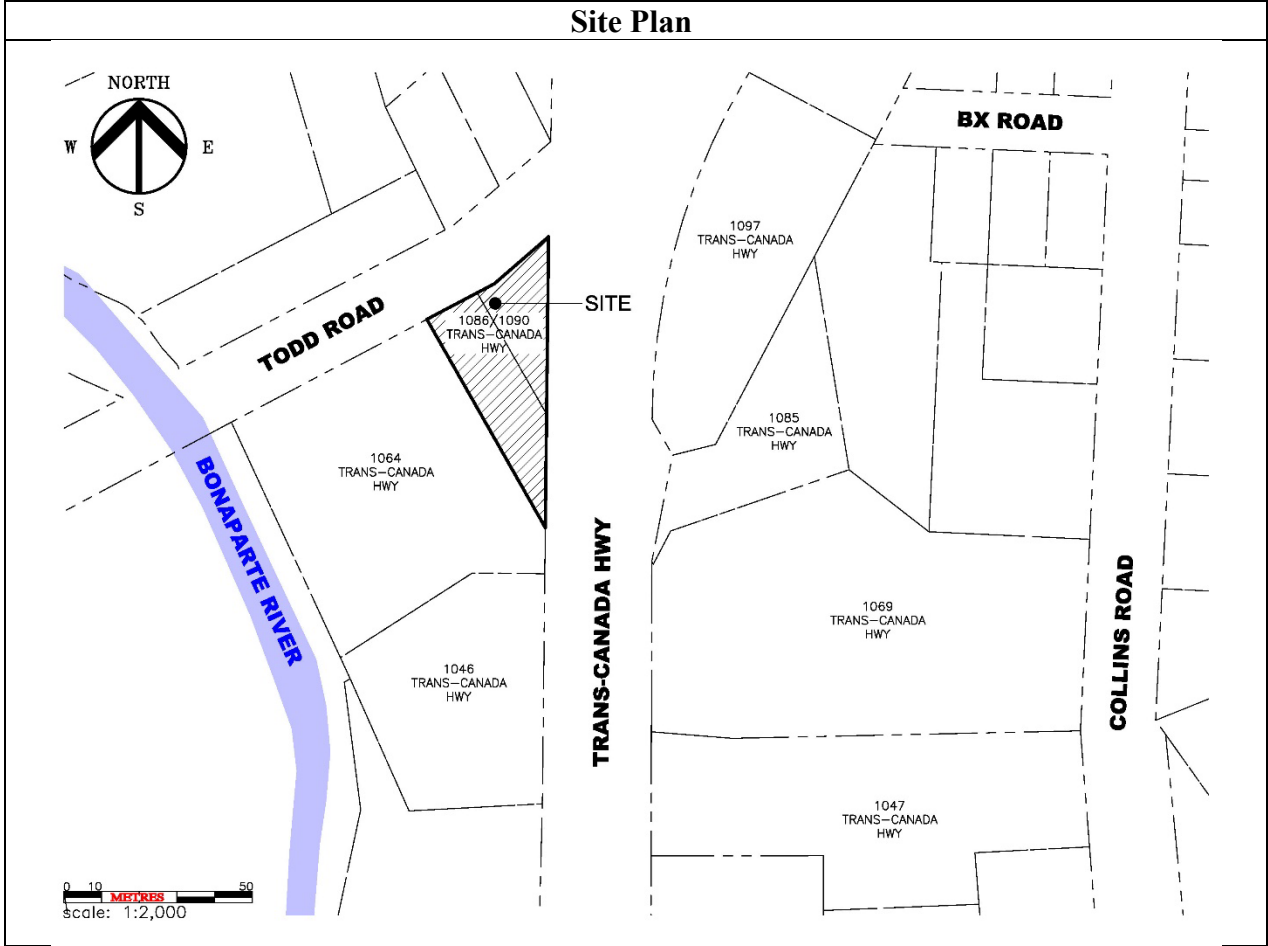 Site Plan
NORTH
W
E
S
BX ROAD
1097
TRANS-CANADA
HWY
SITE
TODD ROAD
1086/1090
TRANS-CANADA
HWY
1085
TRANS-CANADA
HWY
1064
TRANS-CANADA
HWY
BONAPARTE RIVER
TRANS-CANADA HWY
COLLINS ROAD
1069
TRANS-CANADA
HWY
1046
TRANS-CANADA
HWY
1047
TRANS-CANADA
HWY
0 10 50
METRES
scale: 1:2,000